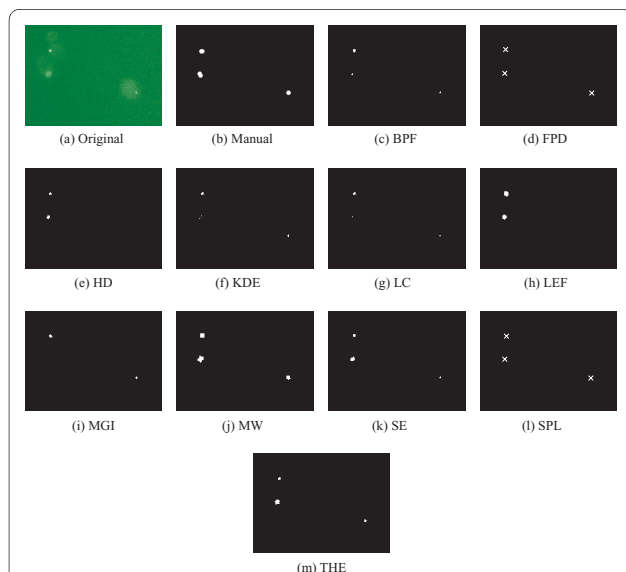 (a) Original (b) Manual (c) BPF (d) FPD
(e) HD (f) KDE (g) LC (h) LEF
(i) MGI (j) MW (k) SE (l) SPL
(m) THE